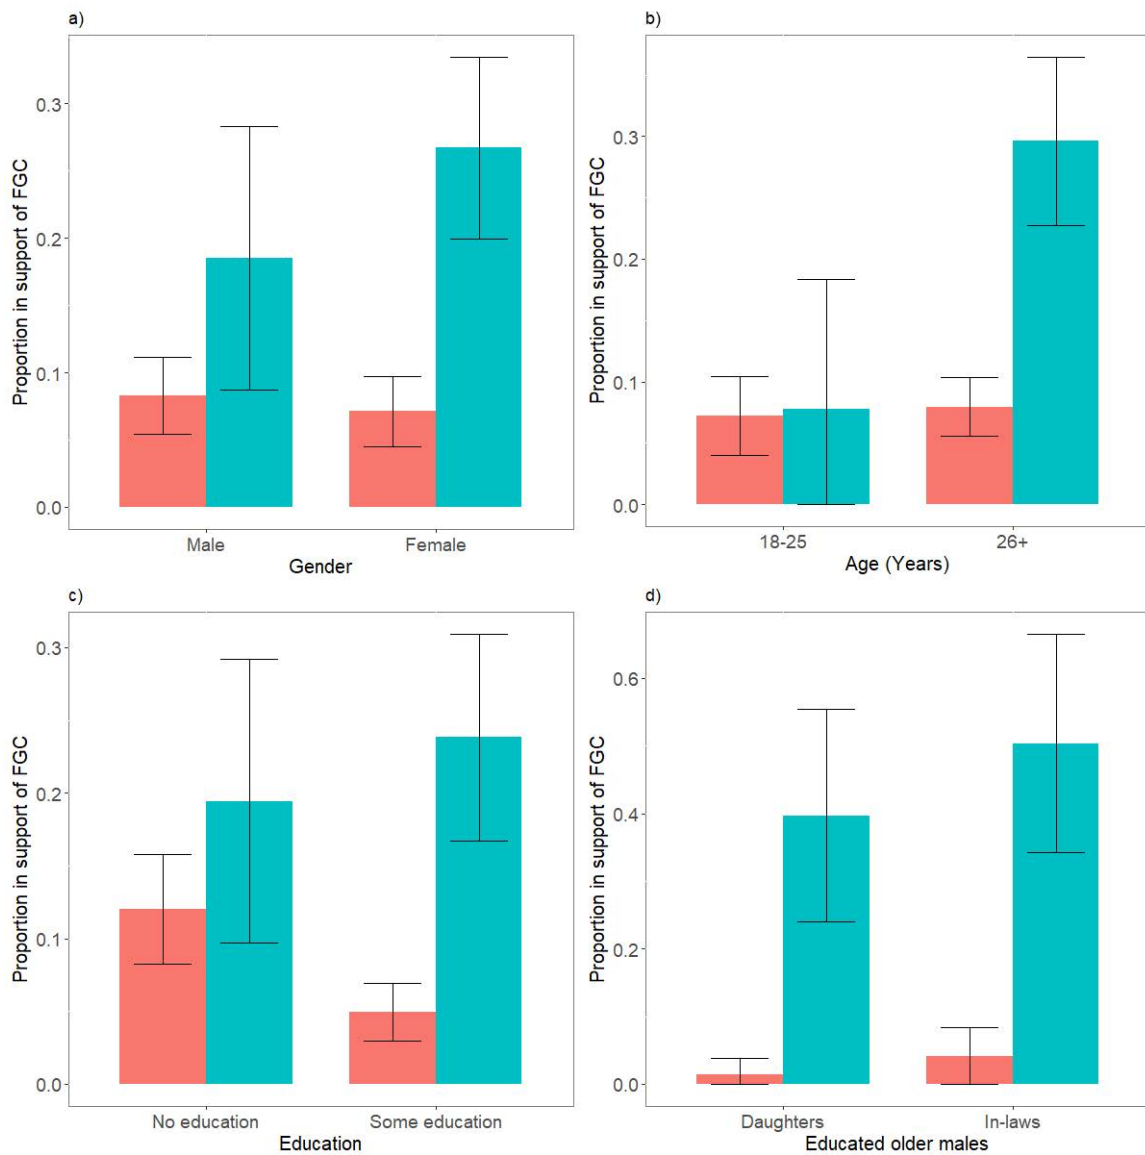 a)
Proportion in support of FGC
0.3
0.2
0.1
0.0
Male
Female
Gender
b)
Proportion in support of FGC
0.3
0.2
0.1
0.0
18-25
26+
Age (Years)
c)
Proportion in support of FGC
0.3
0.2
0.1
0.0
No education
Some education
Education
d)
Proportion in support of FGC
0.6
0.4
0.2
0.0
Daughters
In-laws
Educated older males